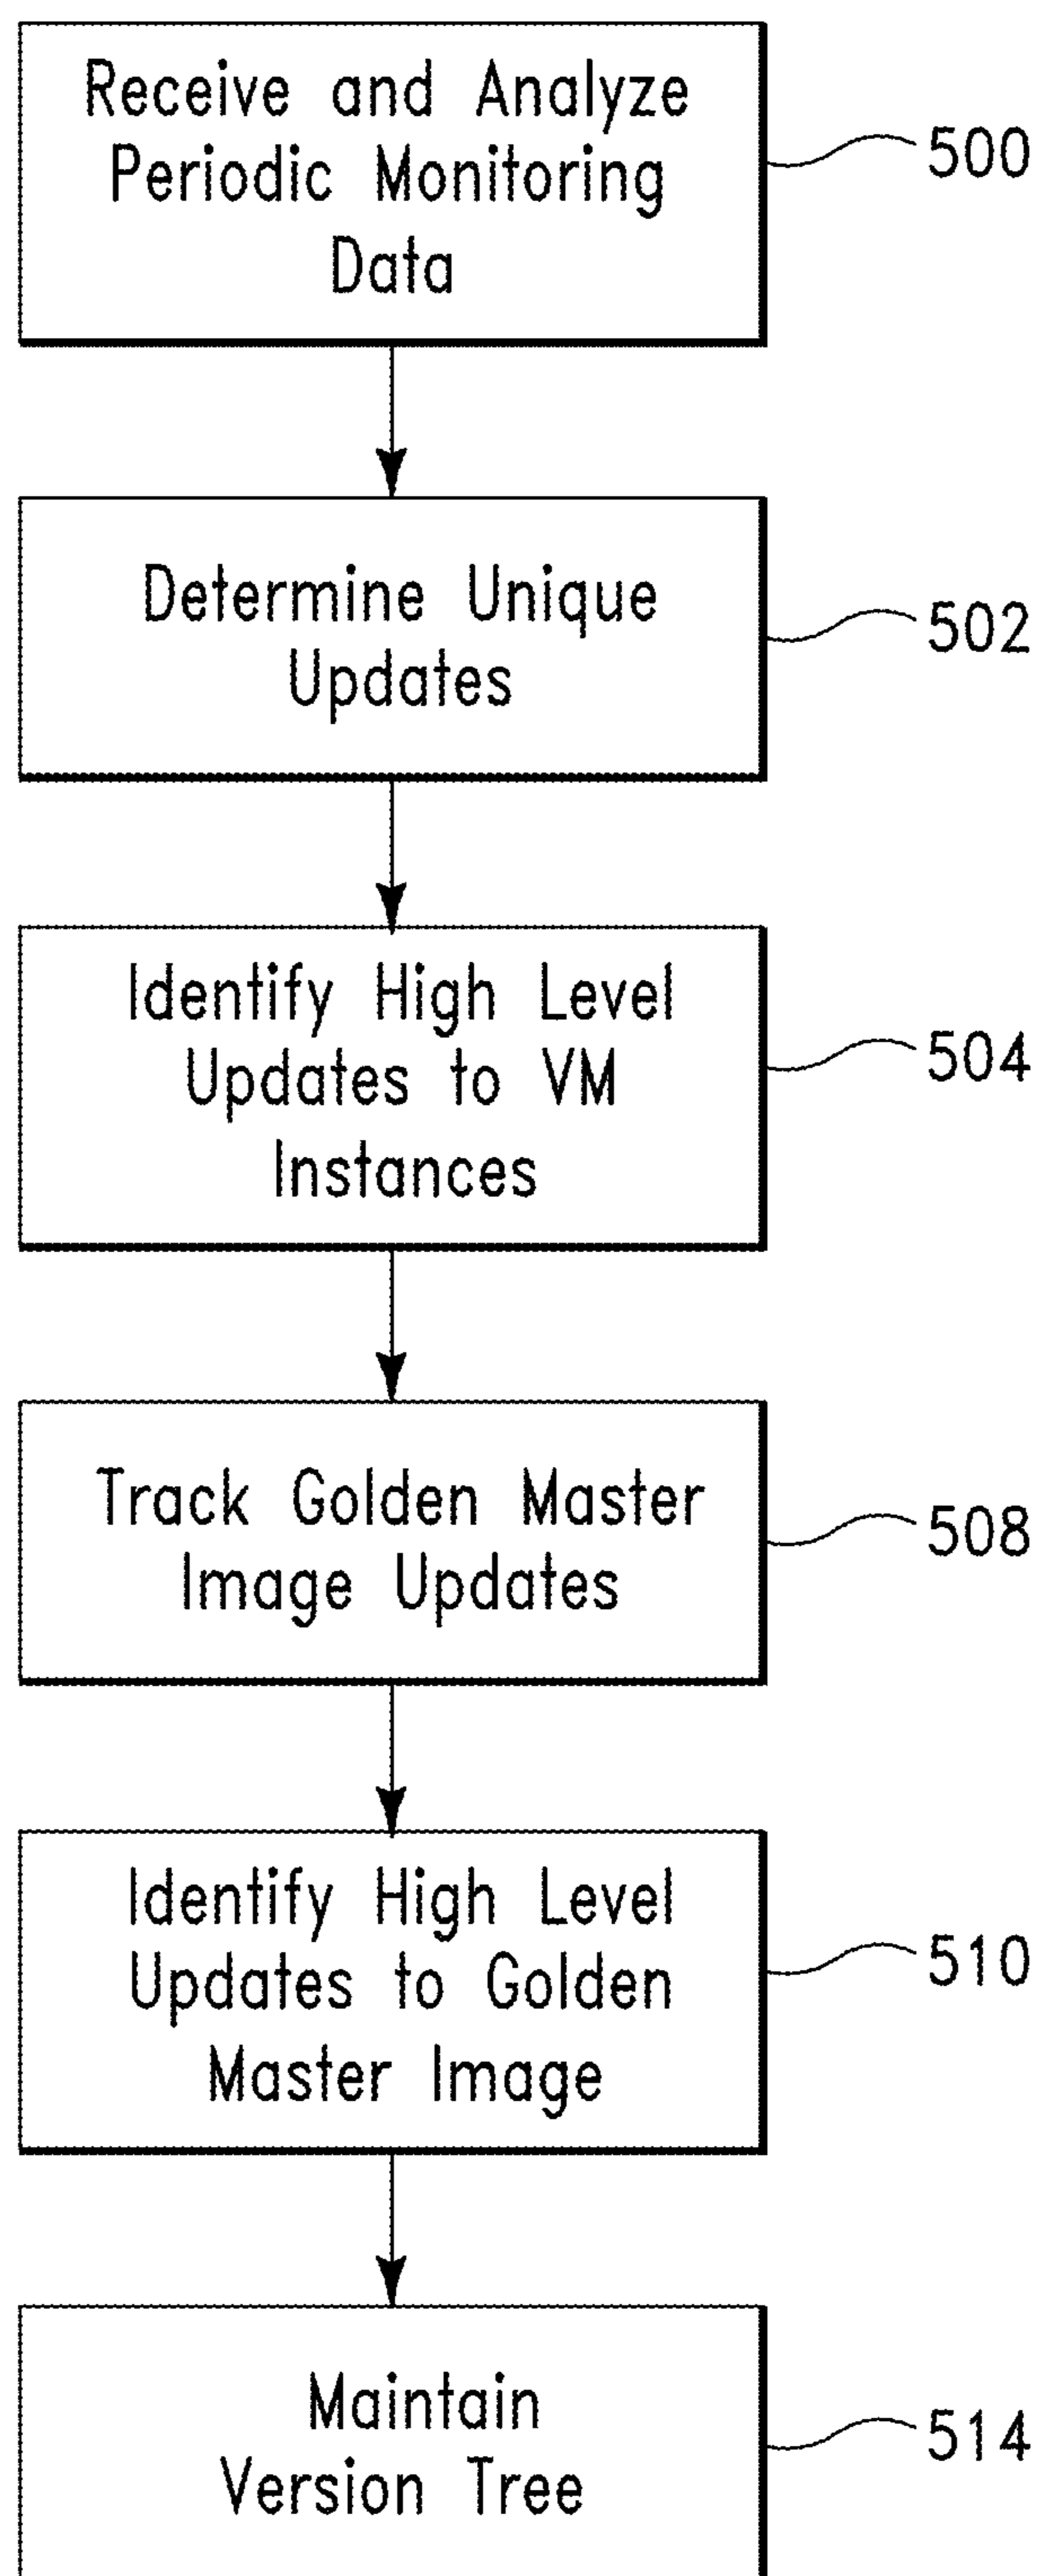 Receive and Analyze
Periodic Monitoring
Data
500
Determine Unique
Updates
502
Identify High Level
Updates to VM
Instances
504
Track Golden Master
Image Updates
508
Identify High Level
Updates to Golden
Master Image
510
Maintain
Version Tree
514